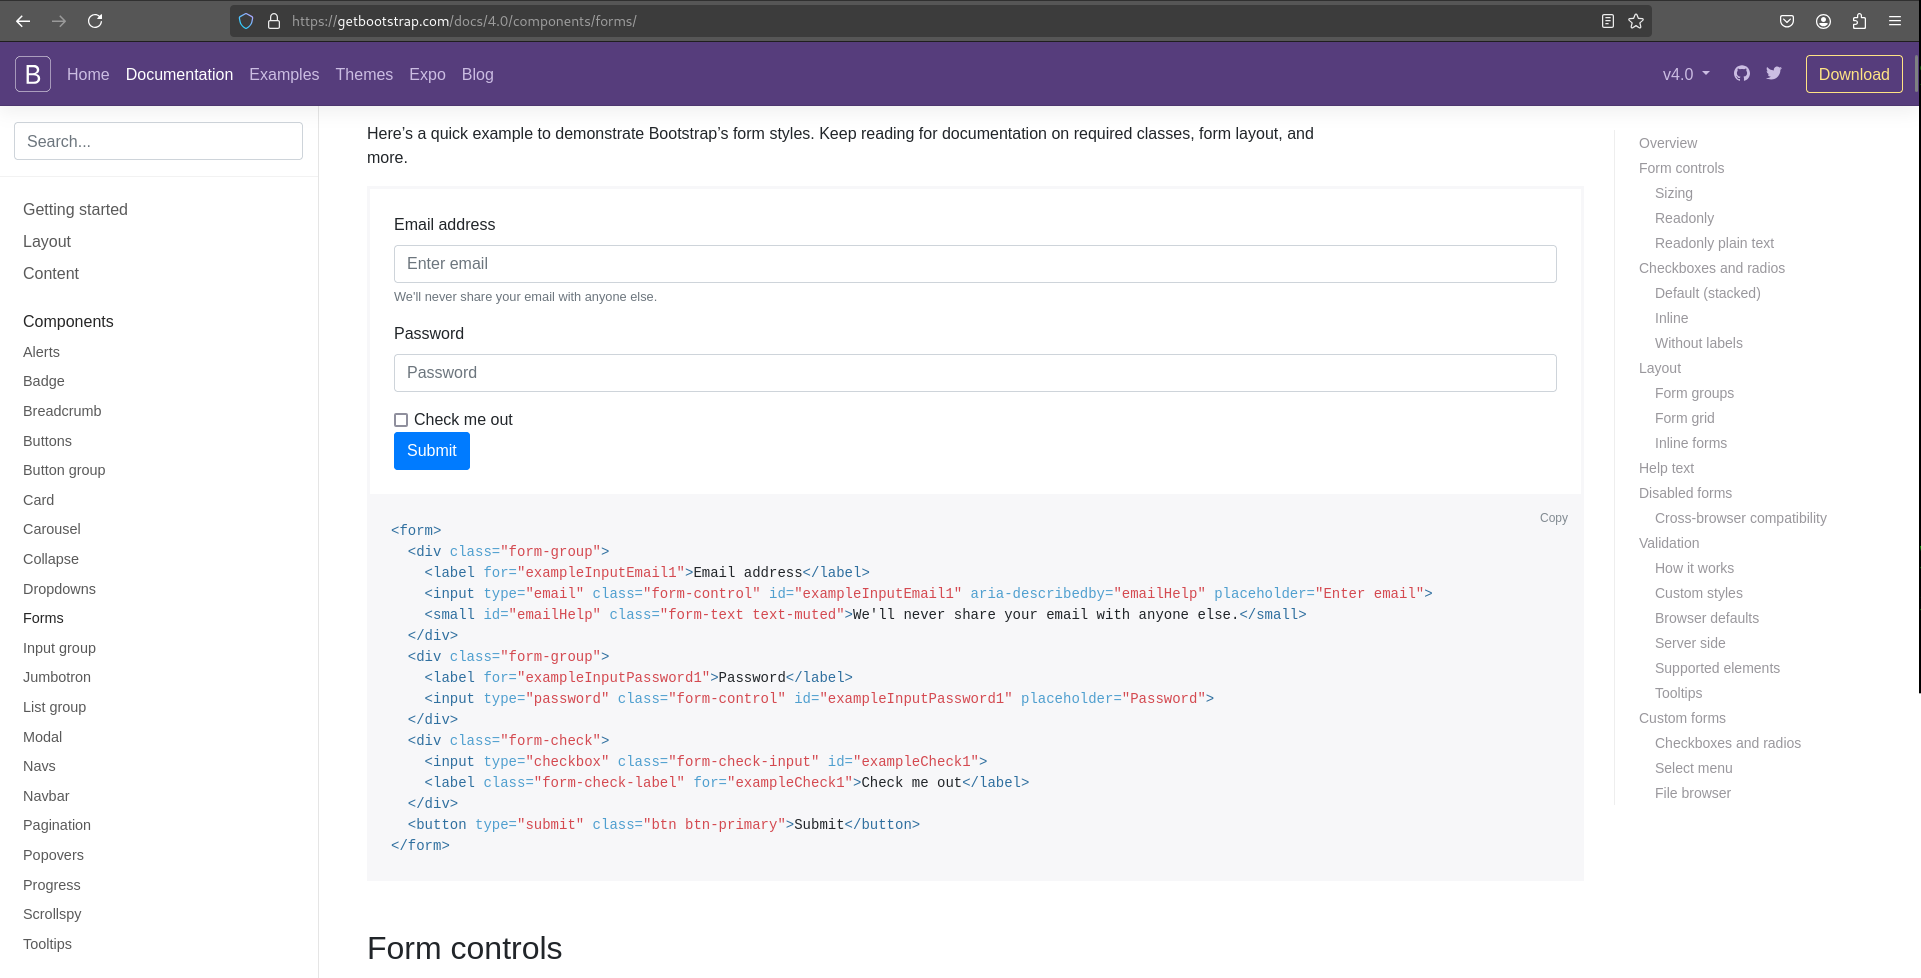 https://getbootstrap.com/docs/4.0/components/forms/
B Home Documentation Examples Themes Expo Blog v4.0 Download
Search...
Getting started
Layout
Content
Components
Alerts
Badge
Breadcrumb
Buttons
Button group
Card
Carousel
Collapse
Dropdowns
Forms
Input group
Jumbotron
List group
Modal
Navs
Navbar
Pagination
Popovers
Progress
Scrollspy
Tooltips
Here’s a quick example to demonstrate Bootstrap’s form styles. Keep reading for documentation on required classes, form layout, and
more.
Email address
Enter email
We'll never share your email with anyone else.
Password
Password
Check me out
Submit
Copy
<form>
  <div class="form-group">
    <label for="exampleInputEmail1">Email address</label>
    <input type="email" class="form-control" id="exampleInputEmail1" aria-describedby="emailHelp" placeholder="Enter email">
    <small id="emailHelp" class="form-text text-muted">We'll never share your email with anyone else.</small>
  </div>
  <div class="form-group">
    <label for="exampleInputPassword1">Password</label>
    <input type="password" class="form-control" id="exampleInputPassword1" placeholder="Password">
  </div>
  <div class="form-check">
    <input type="checkbox" class="form-check-input" id="exampleCheck1">
    <label class="form-check-label" for="exampleCheck1">Check me out</label>
  </div>
  <button type="submit" class="btn btn-primary">Submit</button>
</form>
Form controls
Overview
Form controls
Sizing
Readonly
Readonly plain text
Checkboxes and radios
Default (stacked)
Inline
Without labels
Layout
Form groups
Form grid
Inline forms
Help text
Disabled forms
Cross-browser compatibility
Validation
How it works
Custom styles
Browser defaults
Server side
Supported elements
Tooltips
Custom forms
Checkboxes and radios
Select menu
File browser